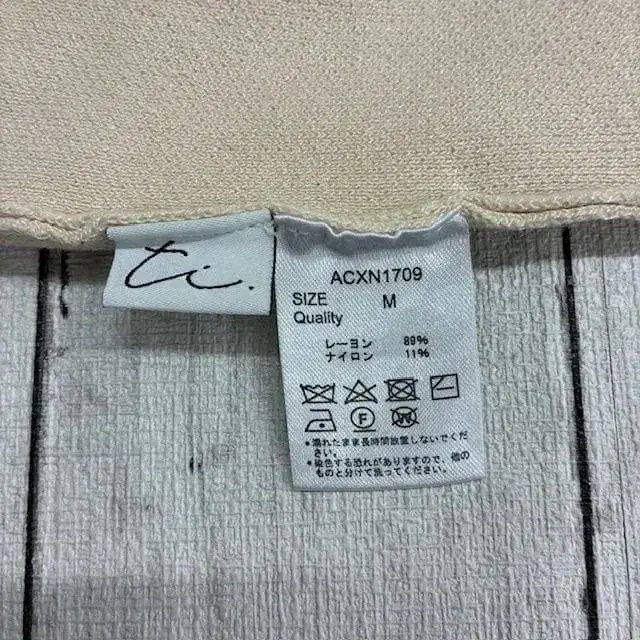 ti.
ACXN1709
SIZE M
Quality
レーヨン 89%
ナイロン 11%
F
W
•濡れたまま長時間放置しないでください。
•染色する恐れがありますので、他の
ものと分けて洗ってください。